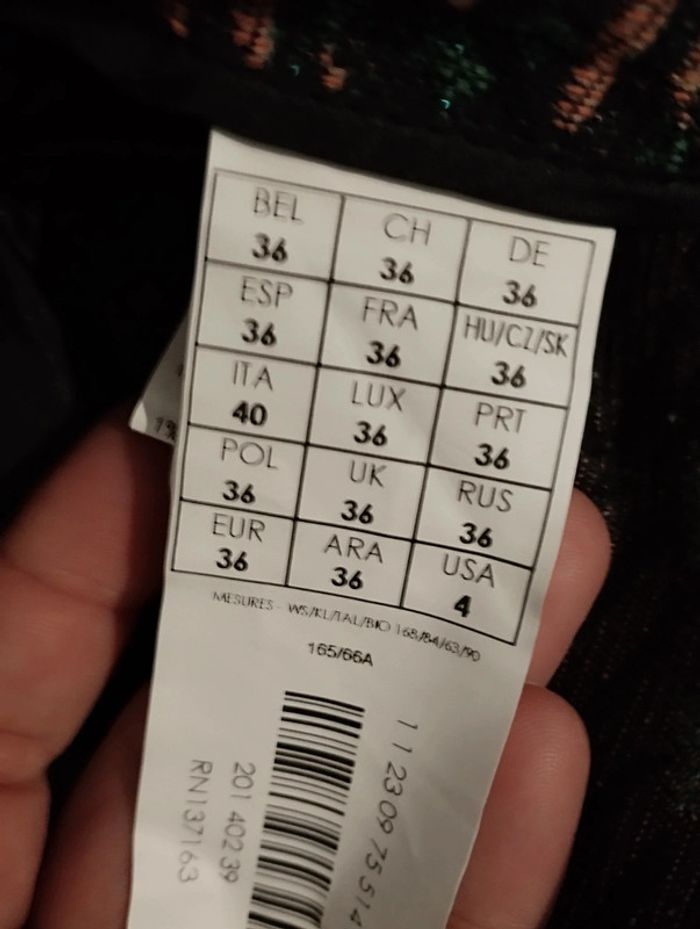 BEL CH DE
36 36 36
ESP FRA HU/CZ/SK
36 36 36
ITA LUX PRT
40 36 36
POL UK RUS
36 36 36
EUR ARA USA
36 36 4
MESURES - WS/KL/TAL/BIO 168/84/63/90
165/66A
1 1 23 09 75 514
201 402 39
RN137163
1%